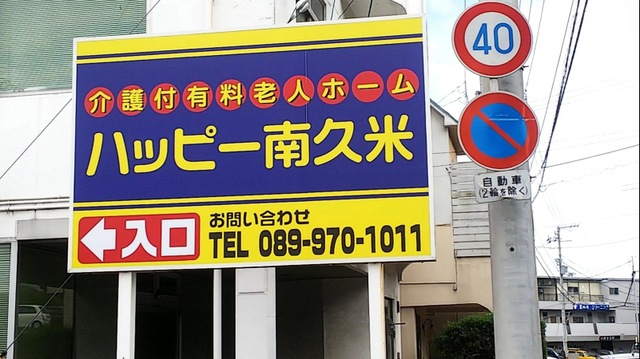 介護付有料老人ホーム
ハッピー南久米
入口
お問い合わせ
TEL 089-970-1011
40
自動車
(2輪を除く)